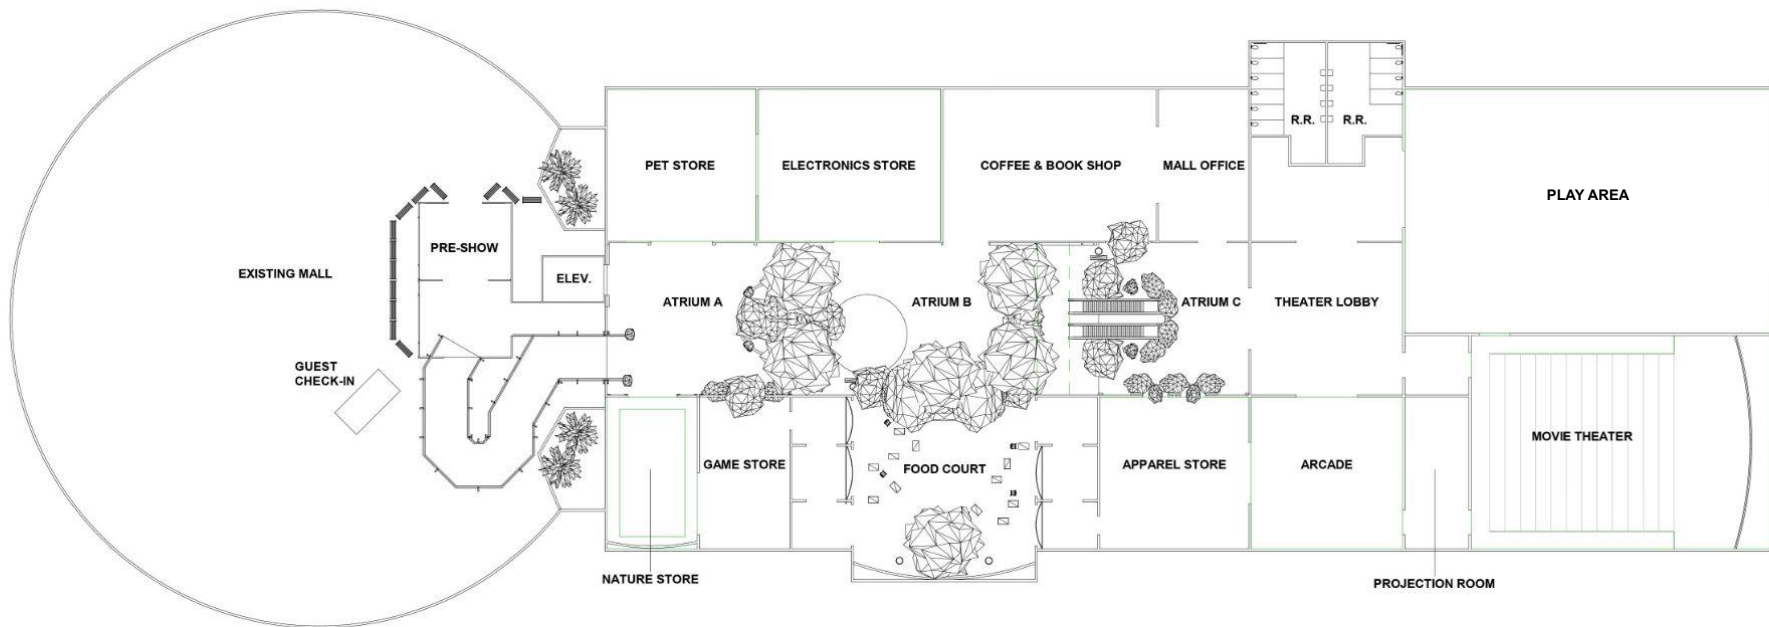 R.R.
R.R.
PET STORE
ELECTRONICS STORE
COFFEE & BOOK SHOP
MALL OFFICE
PLAY AREA
PRE-SHOW
EXISTING MALL
ELEV.
ATRIUM A
ATRIUM B
ATRIUM C
THEATER LOBBY
GUEST
CHECK-IN
GAME STORE
FOOD COURT
APPAREL STORE
ARCADE
MOVIE THEATER
NATURE STORE
PROJECTION ROOM